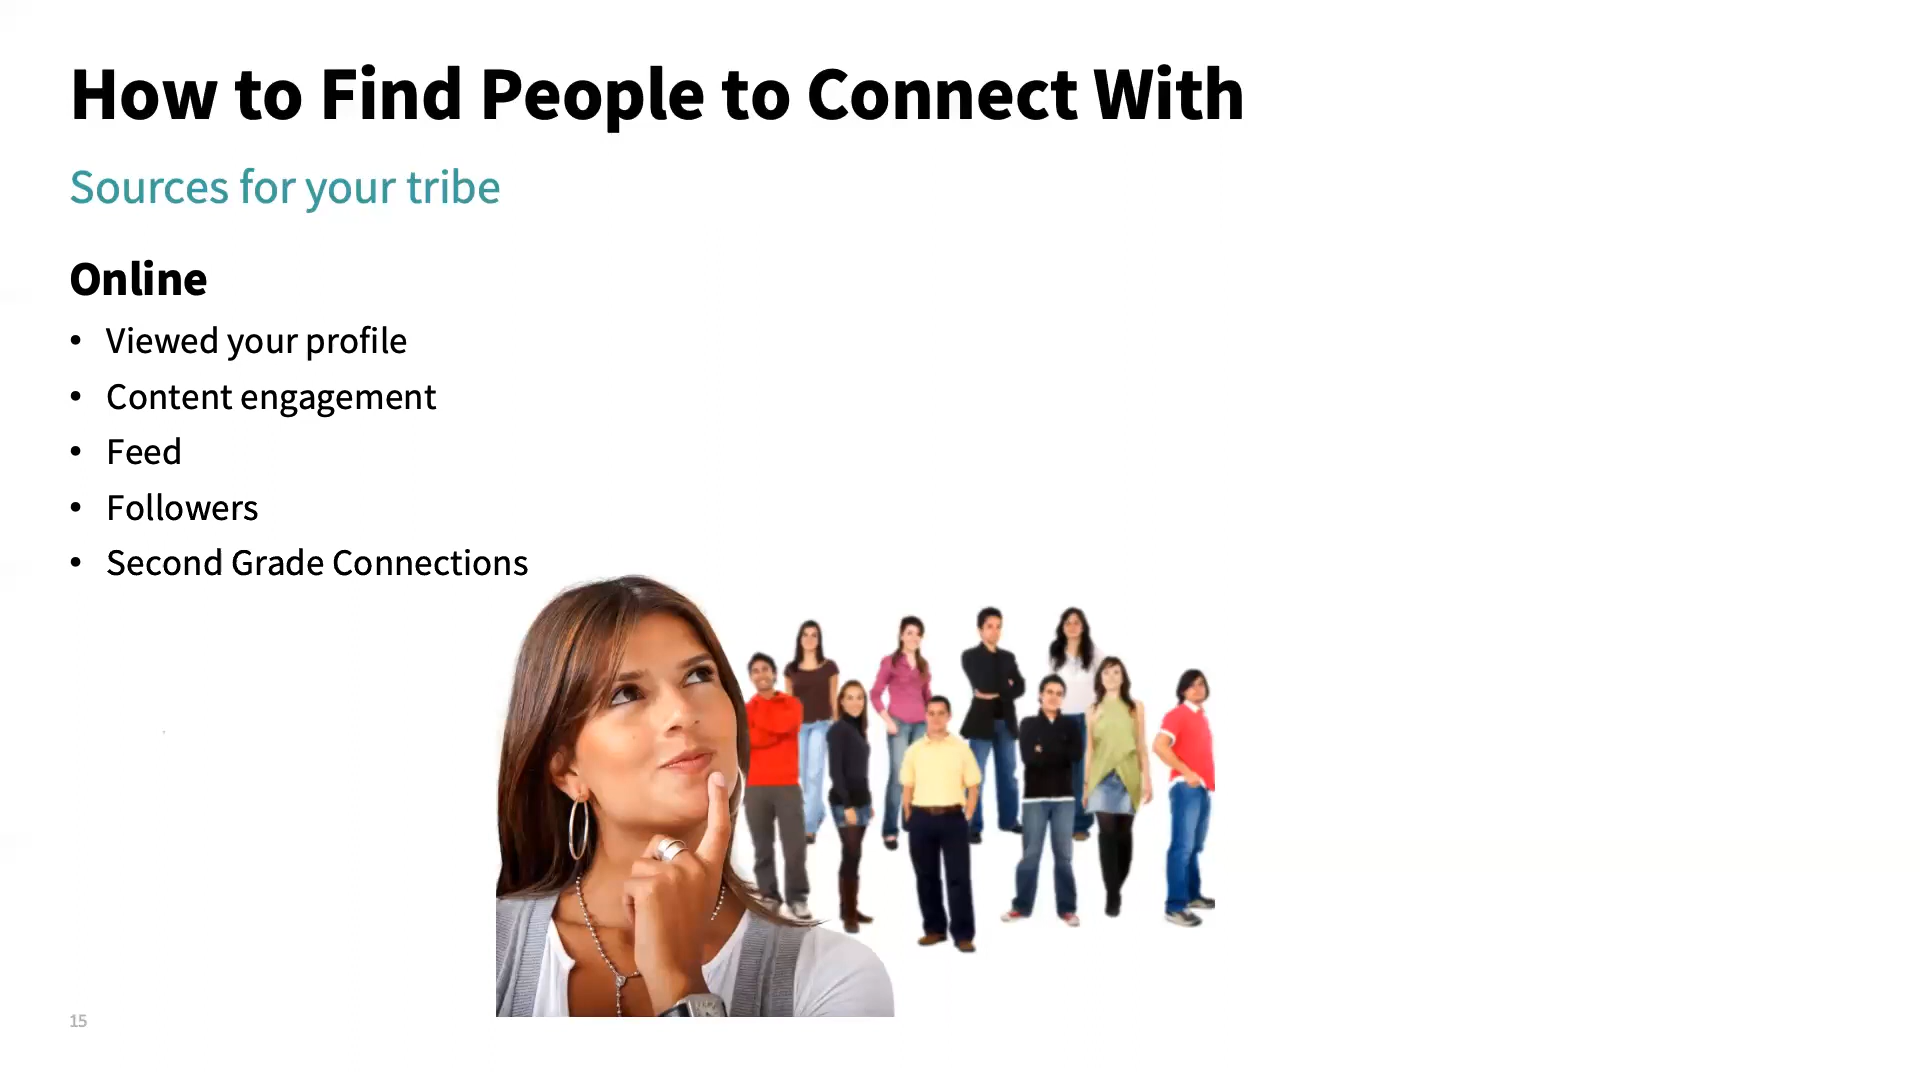 How to Find People to Connect With
Sources for your tribe
Online
• Viewed your profile
• Content engagement
• Feed
• Followers
• Second Grade Connections
15